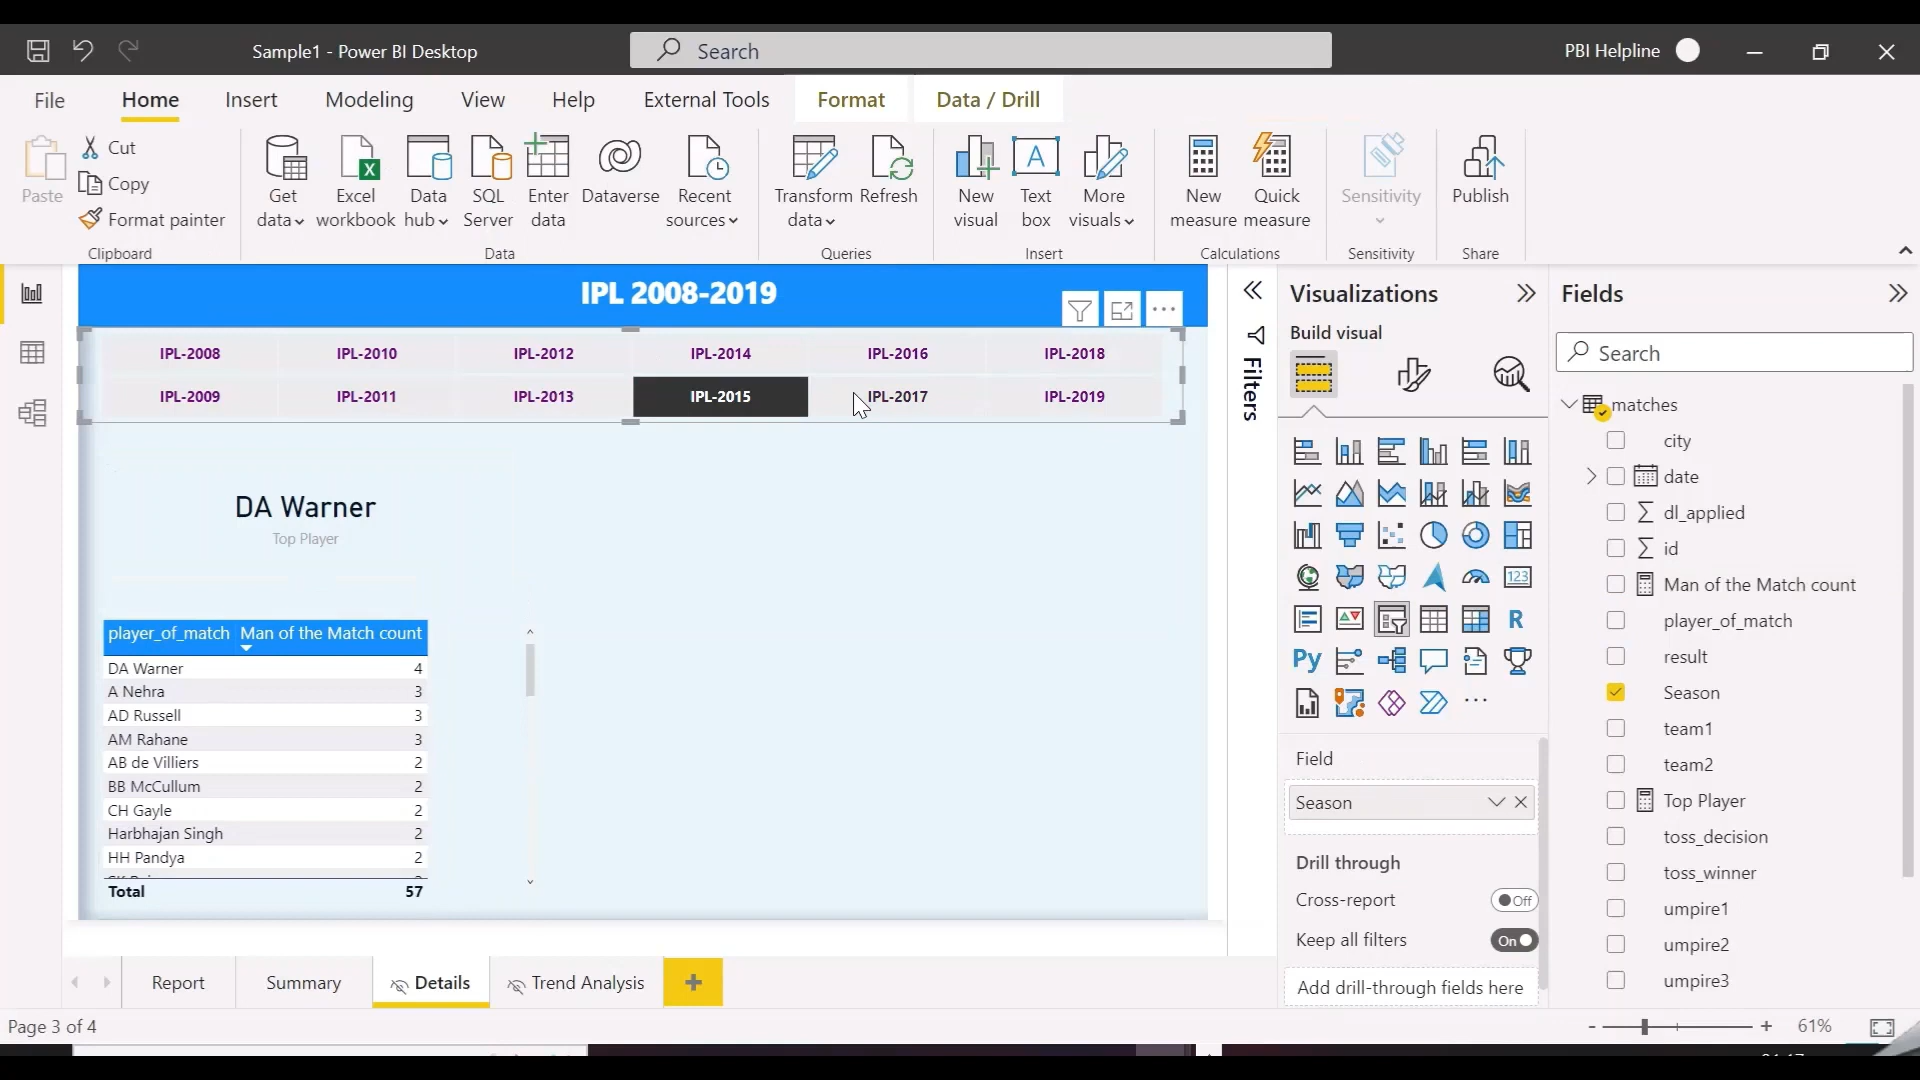 Sample1 - Power BI Desktop
Search
PBI Helpline
File Home Insert Modeling View Help External Tools Format Data / Drill
Paste
Cut
Copy
Format painter
Clipboard
Get data
Excel workbook
Data hub
SQL Server
Enter data
Dataverse
Recent sources
Data
Transform data
Refresh
Queries
New visual
Text box
More visuals
Insert
New measure
Quick measure
Calculations
Sensitivity
Sensitivity
Publish
Share
IPL 2008-2019
IPL-2008 IPL-2010 IPL-2012 IPL-2014 IPL-2016 IPL-2018
IPL-2009 IPL-2011 IPL-2013 IPL-2015 IPL-2017 IPL-2019
DA Warner
Top Player
player_of_match Man of the Match count
DA Warner 4
A Nehra 3
AD Russell 3
AM Rahane 3
AB de Villiers 2
BB McCullum 2
CH Gayle 2
Harbhajan Singh 2
HH Pandya 2
Total 57
Filters
Visualizations
Build visual
123
R
Py
Field
Season
Drill through
Cross-report Off
Keep all filters On
Add drill-through fields here
Fields
Search
matches
city
date
dl_applied
id
Man of the Match count
player_of_match
result
Season
team1
team2
Top Player
toss_decision
toss_winner
umpire1
umpire2
umpire3
Report Summary Details Trend Analysis
Page 3 of 4
- + 61%